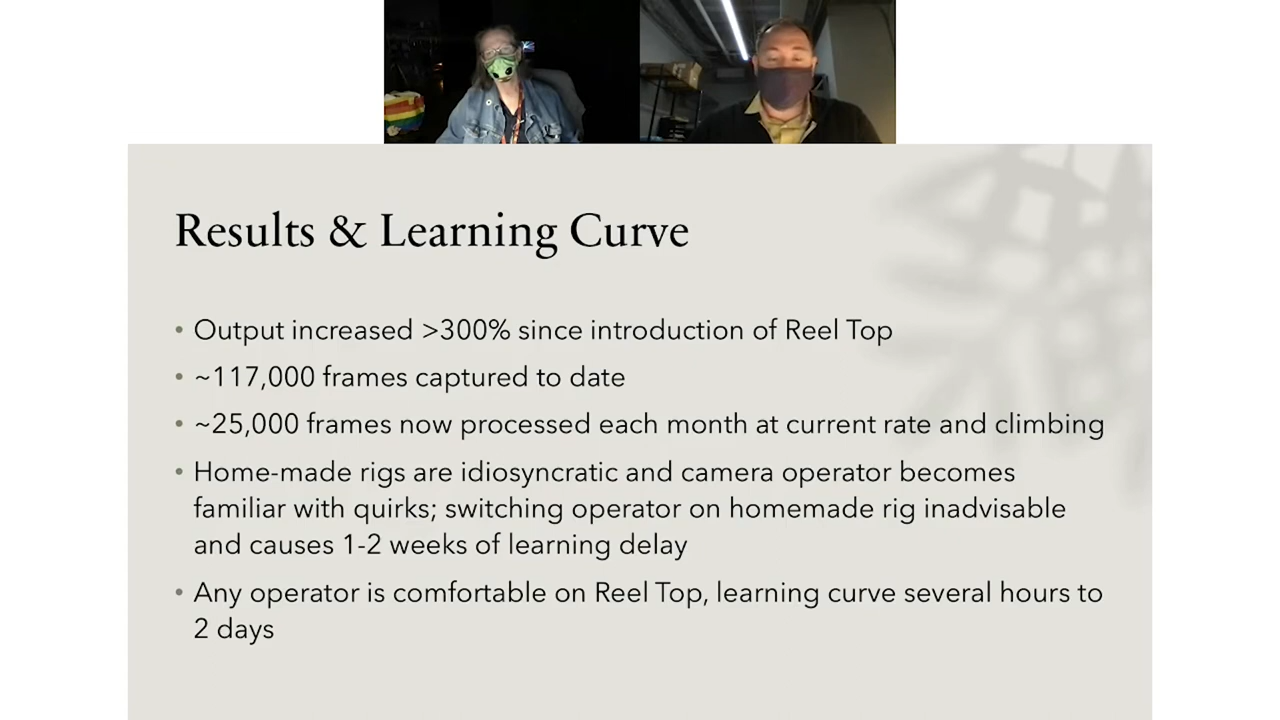 Results & Learning Curve
• Output increased >300% since introduction of Reel Top
• ~117,000 frames captured to date
• ~25,000 frames now processed each month at current rate and climbing
• Home-made rigs are idiosyncratic and camera operator becomes
familiar with quirks; switching operator on homemade rig inadvisable
and causes 1-2 weeks of learning delay
• Any operator is comfortable on Reel Top, learning curve several hours to
2 days